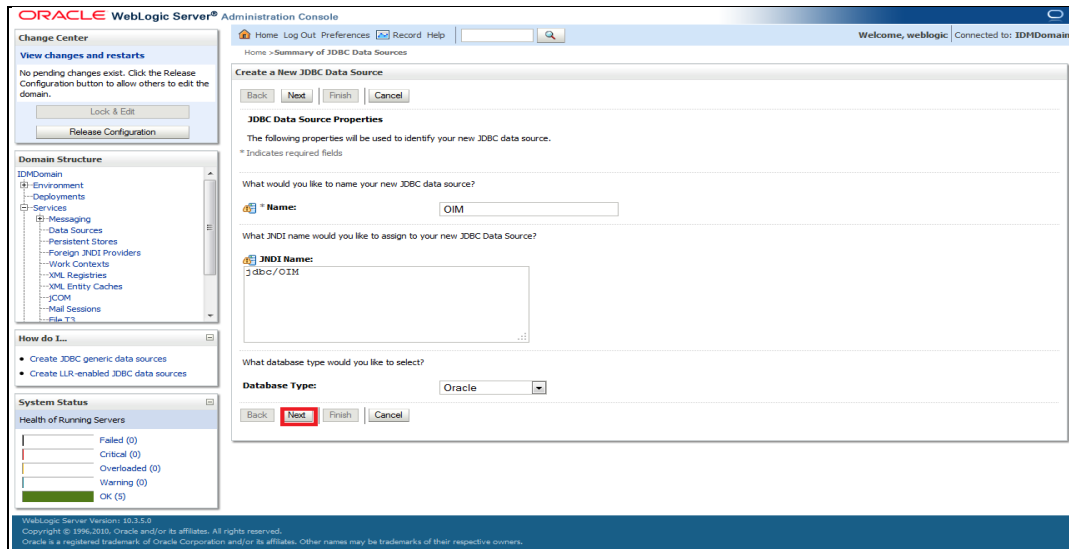 ORACLE WebLogic Server® Administration Console
Change Center
View changes and restarts
No pending changes exist. Click the Release
Configuration button to allow others to edit the
domain.
Lock & Edit
Release Configuration
Domain Structure
IDMDomain
Environment
Deployments
Services
Messaging
Data Sources
Persistent Stores
Foreign JNDI Providers
Work Contexts
XML Registries
XML Entity Caches
jCOM
Mail Sessions
File T3
How do I...
Create JDBC generic data sources
Create LLR-enabled JDBC data sources
System Status
Health of Running Servers
Failed (0)
Critical (0)
Overloaded (0)
Warning (0)
OK (5)
Home Log Out Preferences Record Help
Welcome, weblogic Connected to: IDMDomain
Home >Summary of JDBC Data Sources
Create a New JDBC Data Source
Back Next Finish Cancel
JDBC Data Source Properties
The following properties will be used to identify your new JDBC data source.
* Indicates required fields
What would you like to name your new JDBC data source?
* Name: OIM
What JNDI name would you like to assign to your new JDBC Data Source?
JNDI Name:
jdbc/OIM
What database type would you like to select?
Database Type: Oracle
Back Next Finish Cancel
WebLogic Server Version: 10.3.5.0
Copyright © 1996,2010, Oracle and/or its affiliates. All rights reserved.
Oracle is a registered trademark of Oracle Corporation and/or its affiliates. Other names may be trademarks of their respective owners.